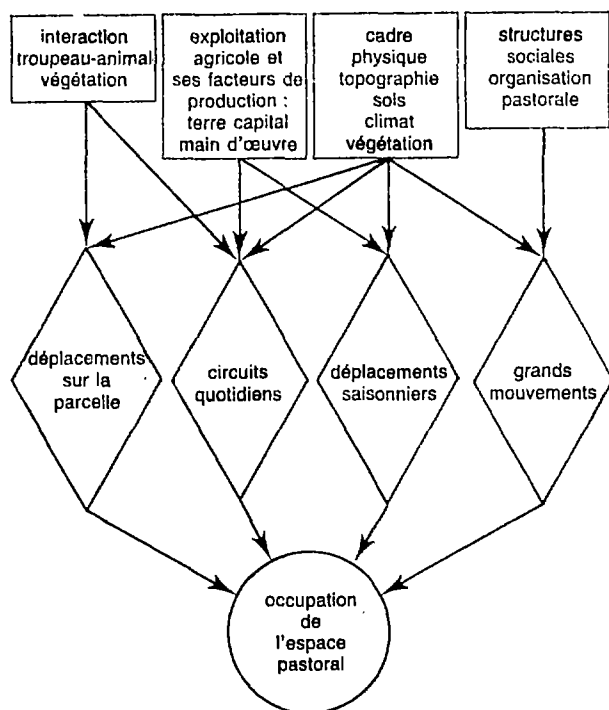 interaction
troupeau-animal
végétation
exploitation
agricole et
ses facteurs de
production :
terre capital
main d'œuvre
cadre
physique
topographie
sols
climat
végétation
structures
sociales
organisation
pastorale
déplacements
sur la
parcelle
circuits
quotidiens
déplacements
saisonniers
grands
mouvements
occupation
de
l'espace
pastoral